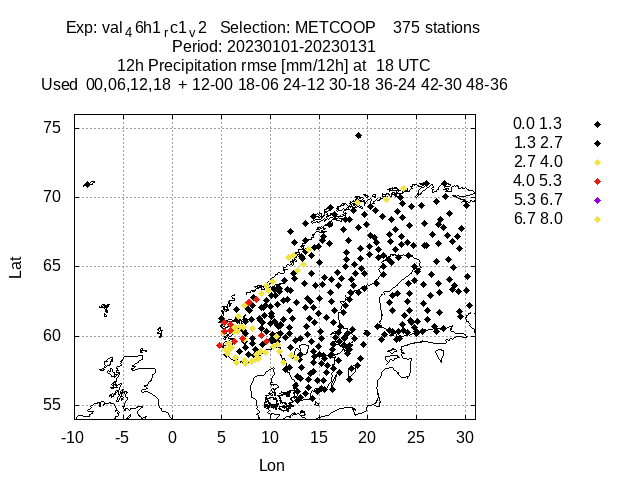 Exp: val4 6h1rc1v2 Selection: METCOOP 375 stations
Period: 20230101-20230131
12h Precipitation rmse [mm/12h] at 18 UTC
Used 00,06,12,18 + 12-00 18-06 24-12 30-18 36-24 42-30 48-36
75
70
65
60
55
Lat
-10 -5 0 5 10 15 20 25 30
Lon
0.0 1.3
1.3 2.7
2.7 4.0
4.0 5.3
5.3 6.7
6.7 8.0